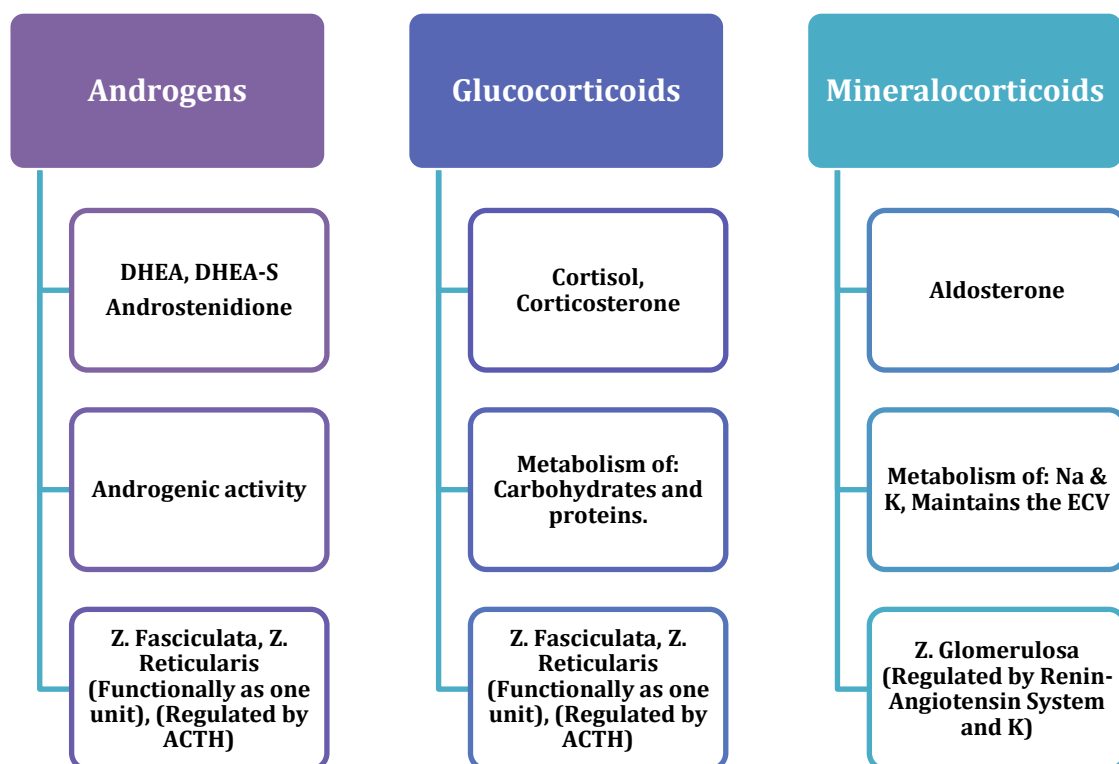 Androgens
DHEA, DHEA-S
Androstenidione
Androgenic activity
Z. Fasciculata, Z.
Reticularis
(Functionally as one
unit), (Regulated by
ACTH)
Glucocorticoids
Cortisol,
Corticosterone
Metabolism of:
Carbohydrates and
proteins.
Z. Fasciculata, Z.
Reticularis
(Functionally as one
unit), (Regulated by
ACTH)
Mineralocorticoids
Aldosterone
Metabolism of: Na &
K, Maintains the ECV
Z. Glomerulosa
(Regulated by Renin-
Angiotensin System
and K)